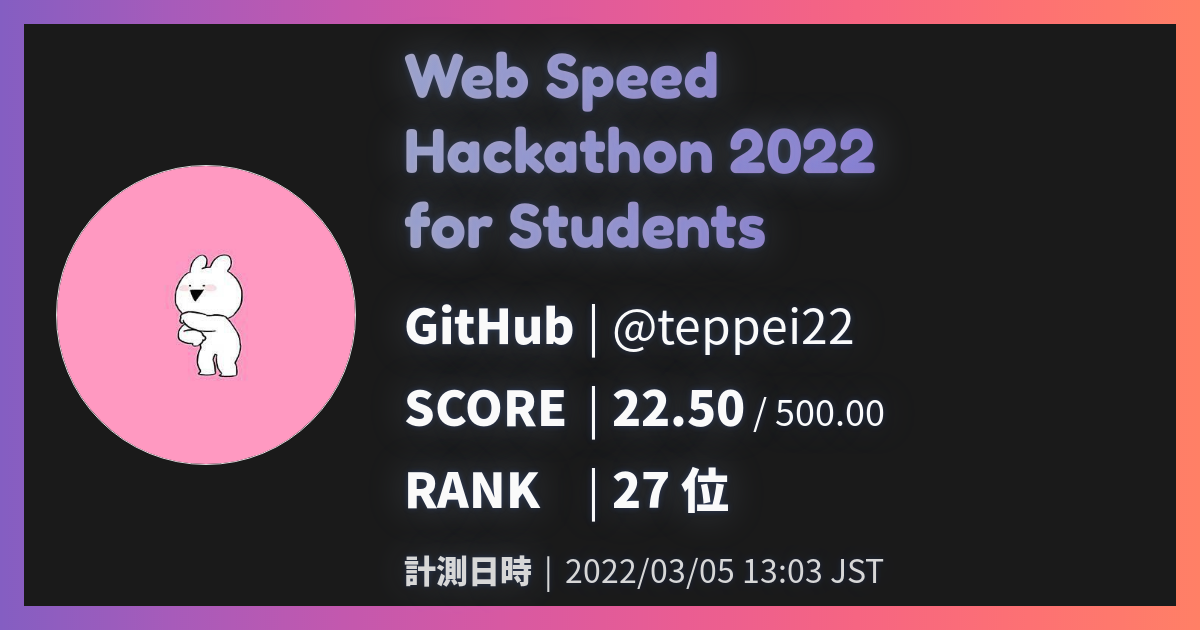 Web Speed
Hackathon 2022
for Students
GitHub | @teppei22
SCORE | 22.50 / 500.00
RANK | 27 位
計測日時 | 2022/03/05 13:03 JST